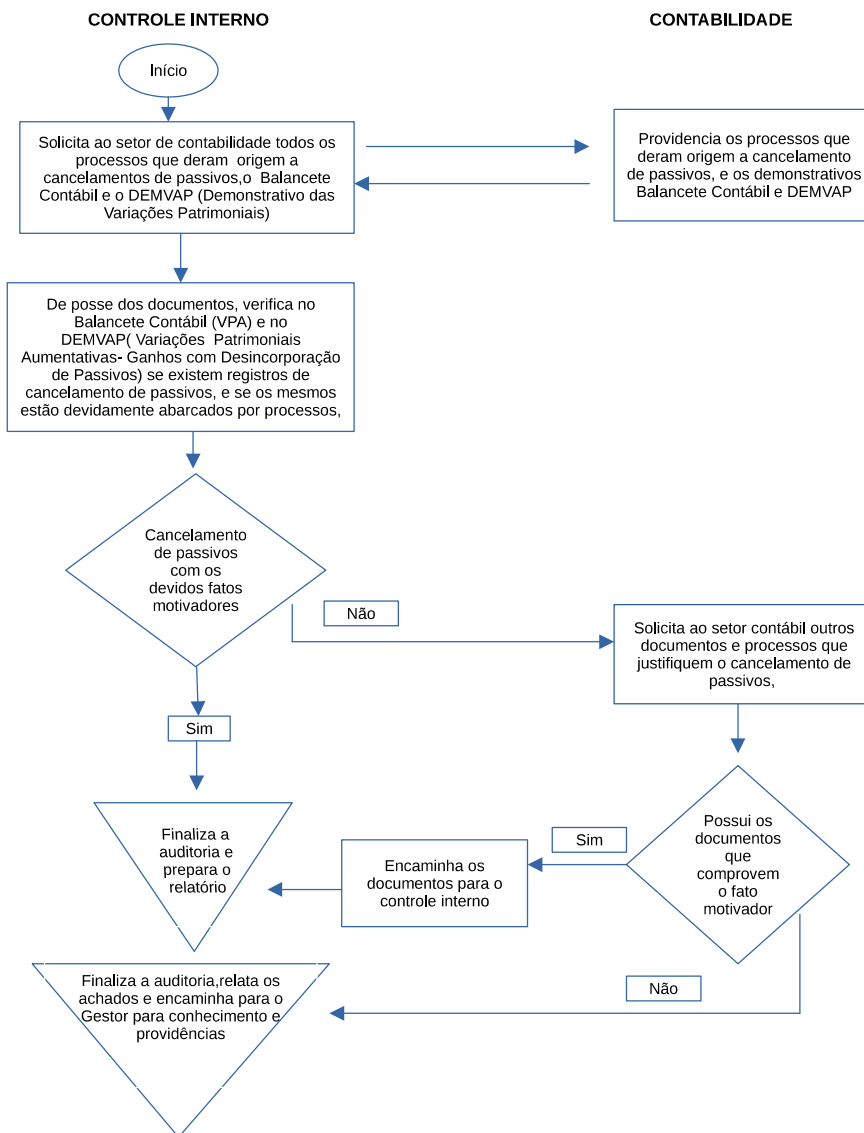 CONTROLE INTERNO
CONTABILIDADE
Início
Solicita ao setor de contabilidade todos os
processos que deram  origem a
cancelamentos de passivos,o  Balancete
Contábil e o DEMVAP (Demonstrativo das
Variações Patrimoniais)
Providencia os processos que
deram origem a cancelamento
de passivos, e os demonstrativos
Balancete Contábil e DEMVAP
De posse dos documentos, verifica no
Balancete Contábil (VPA) e no
DEMVAP( Variações  Patrimoniais
Aumentativas- Ganhos com Desincorporação
de Passivos) se existem registros de
cancelamento de passivos, e se os mesmos
estão devidamente abarcados por processos,
Cancelamento
de passivos
com os
devidos fatos
motivadores
Não
Solicita ao setor contábil outros
documentos e processos que
justifiquem o cancelamento de
passivos,
Sim
Possui os
documentos
que
comprovem
o fato
motivador
Sim
Encaminha os
documentos para o
controle interno
Finaliza a
auditoria e
prepara o
relatório
Não
Finaliza a auditoria,relata os
achados e encaminha para o
Gestor para conhecimento e
providências